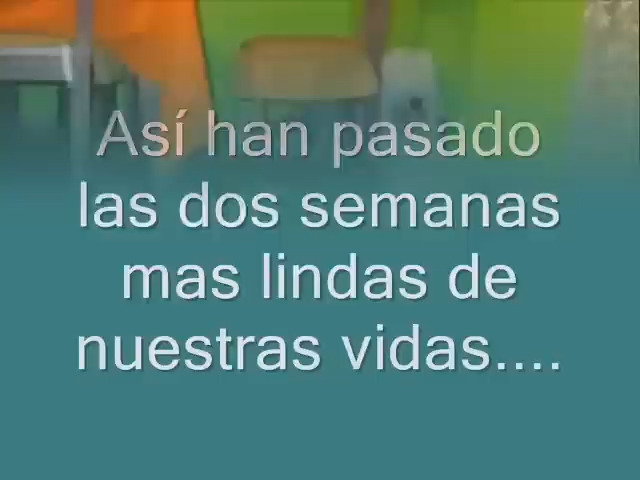 Así han pasado
las dos semanas
mas lindas de
nuestras vidas....